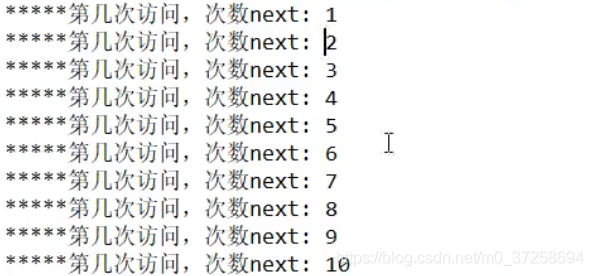 *****第几次访问，次数next: 1
*****第几次访问，次数next: 2
*****第几次访问，次数next: 3
*****第几次访问，次数next: 4
*****第几次访问，次数next: 5
*****第几次访问，次数next: 6
*****第几次访问，次数next: 7
*****第几次访问，次数next: 8
*****第几次访问，次数next: 9
*****第几次访问，次数next: 10
https://blog.csdn.net/m0_37258694